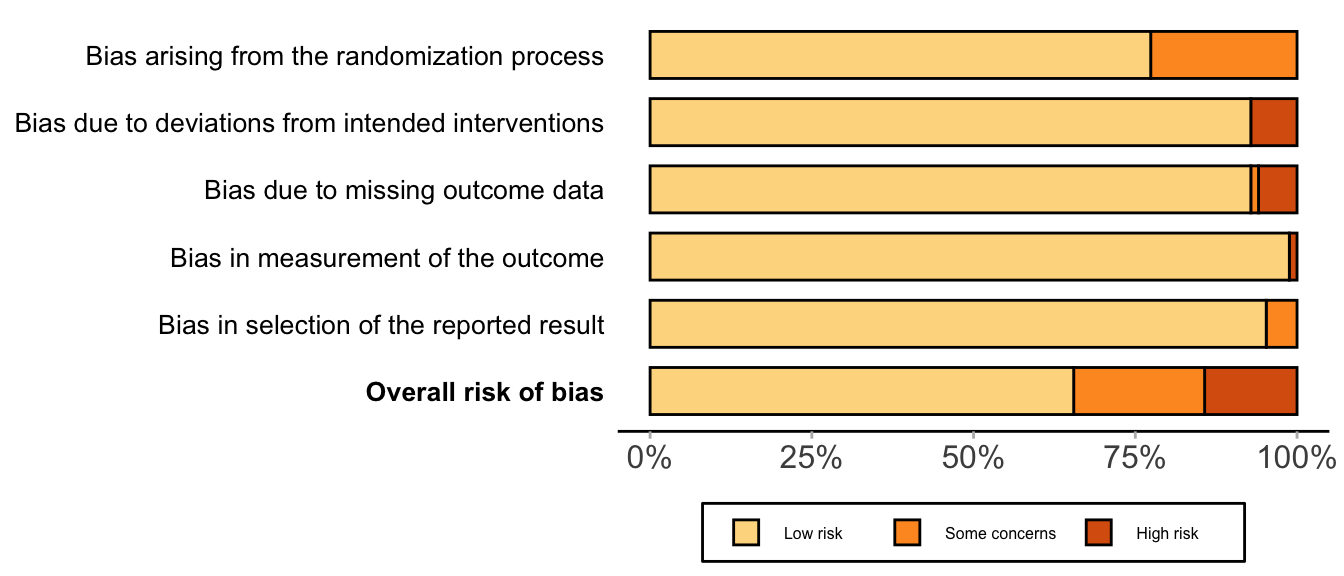 Bias arising from the randomization process
Bias due to deviations from intended interventions
Bias due to missing outcome data
Bias in measurement of the outcome
Bias in selection of the reported result
Overall risk of bias
0% 25% 50% 75% 100%
Low risk Some concerns High risk